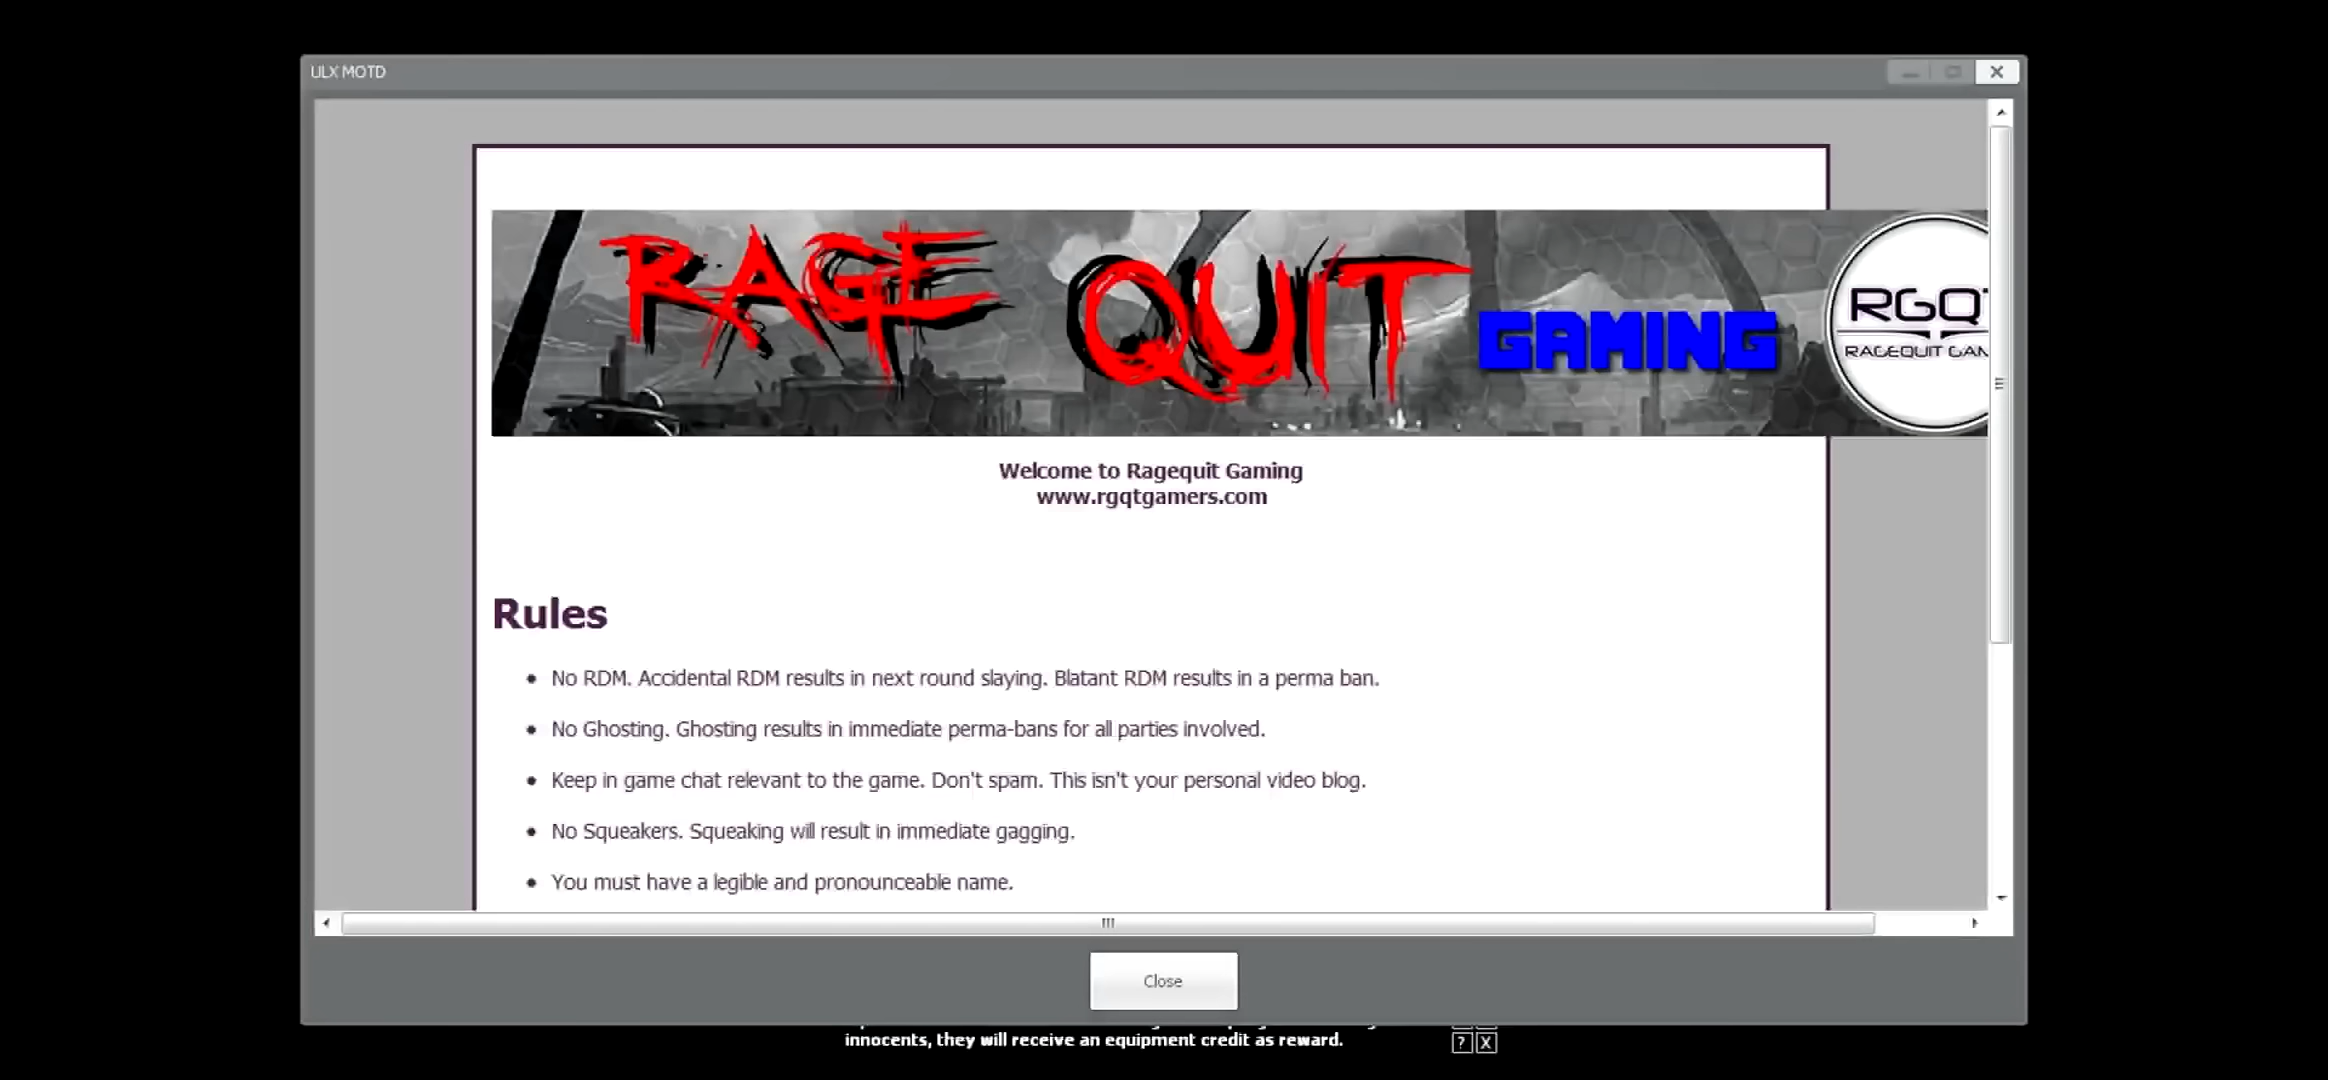 ULX MOTD
RAGE QUIT GAMING
RGQT
RAGEQUIT
Welcome to Ragequit Gaming
www.rgqtgamers.com
Rules
• No RDM. Accidental RDM results in next round slaying. Blatant RDM results in a perma ban.
• No Ghosting. Ghosting results in immediate perma-bans for all parties involved.
• Keep in game chat relevant to the game. Don't spam. This isn't your personal video blog.
• No Squeakers. Squeaking will result in immediate gagging.
• You must have a legible and pronounceable name.
Close
innocents, they will receive an equipment credit as reward.
? X